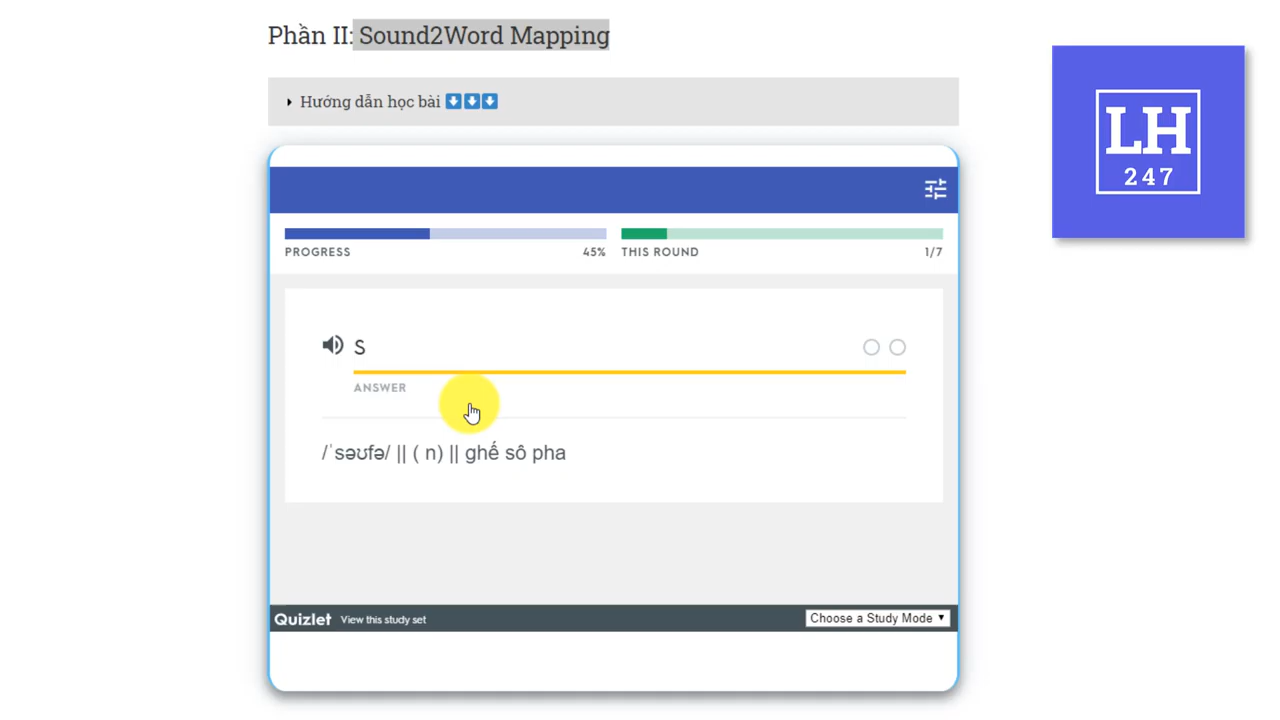 Phần II: Sound2Word Mapping
LH
247
Hướng dẫn học bài
PROGRESS 45% THIS ROUND 1/7
S
ANSWER
/ˈsəʊfə/ || ( n) || ghế sô pha
Quizlet View this study set Choose a Study Mode